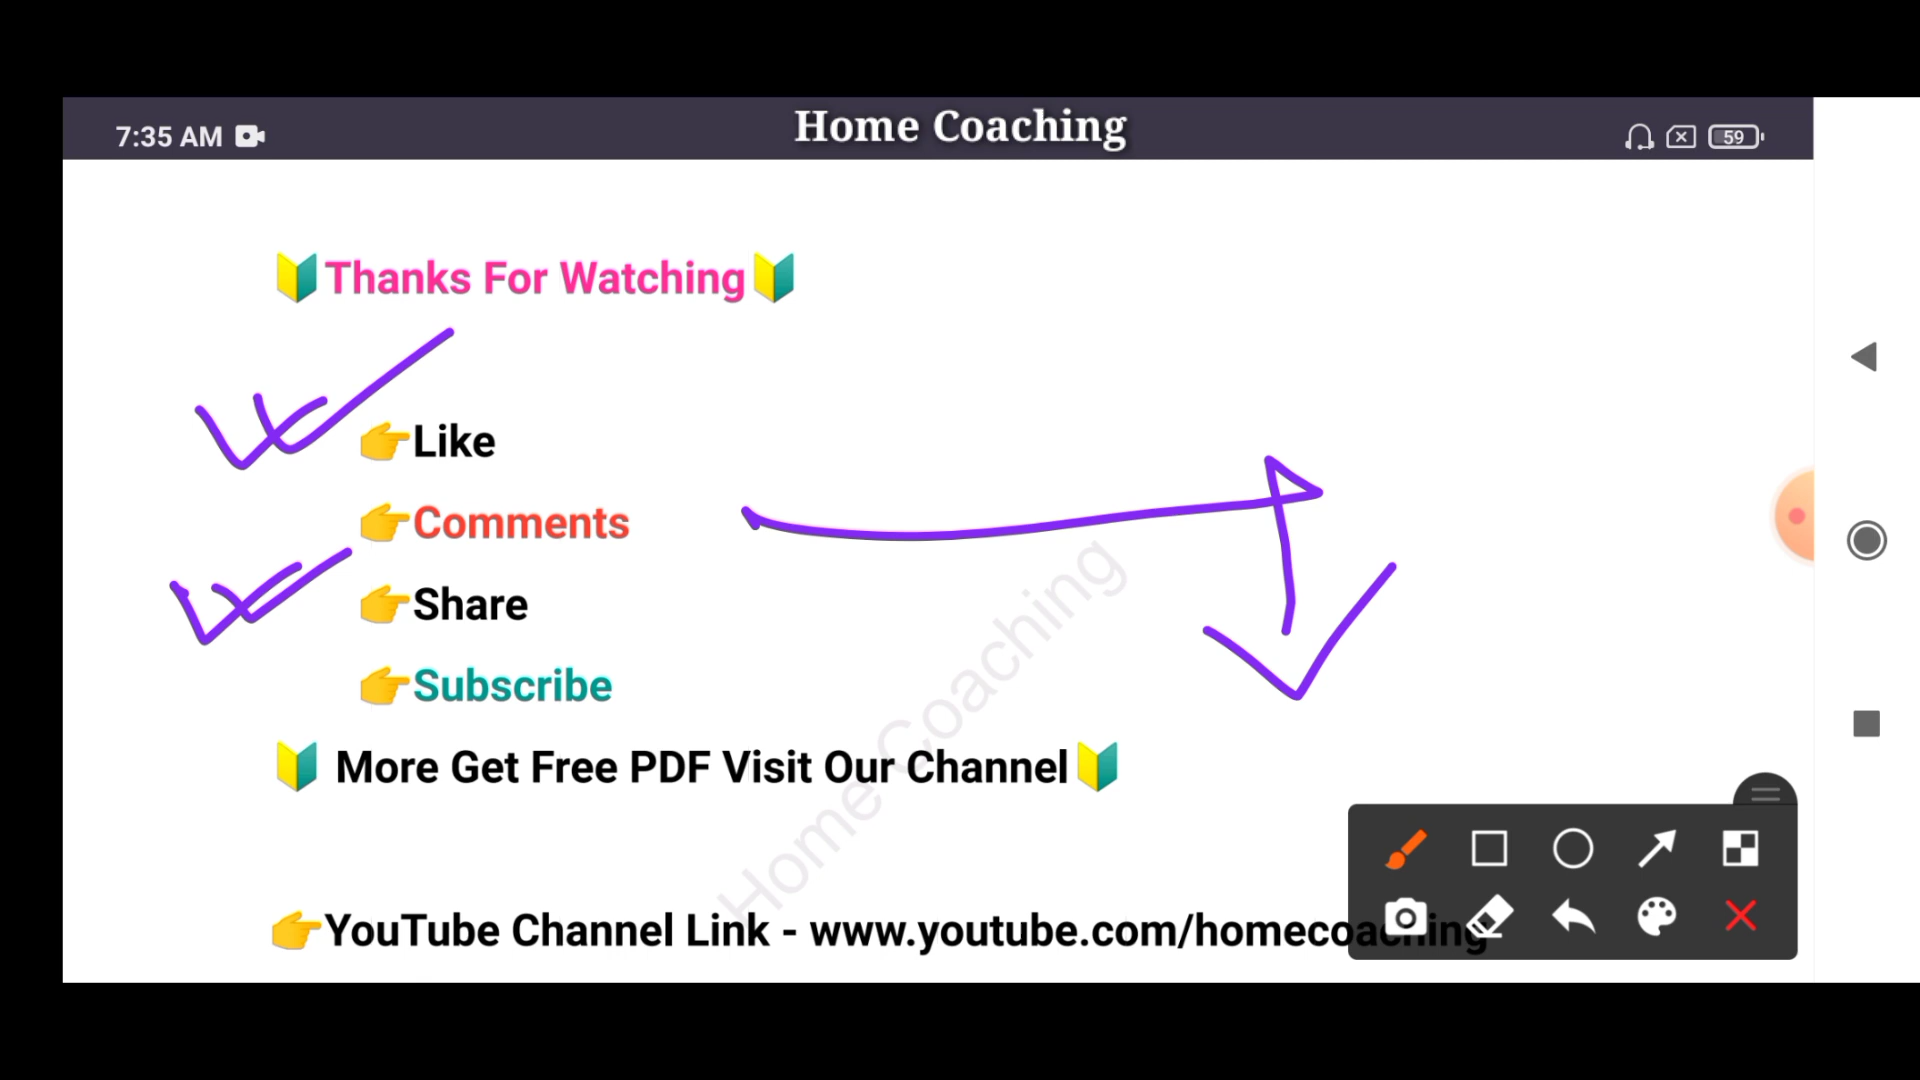 Home Coaching
7:35 AM
59
🔰Thanks For Watching🔰
👉Like
👉Comments
👉Share
👉Subscribe
🔰 More Get Free PDF Visit Our Channel🔰
Home Coaching
👉YouTube Channel Link - www.youtube.com/homecoaching